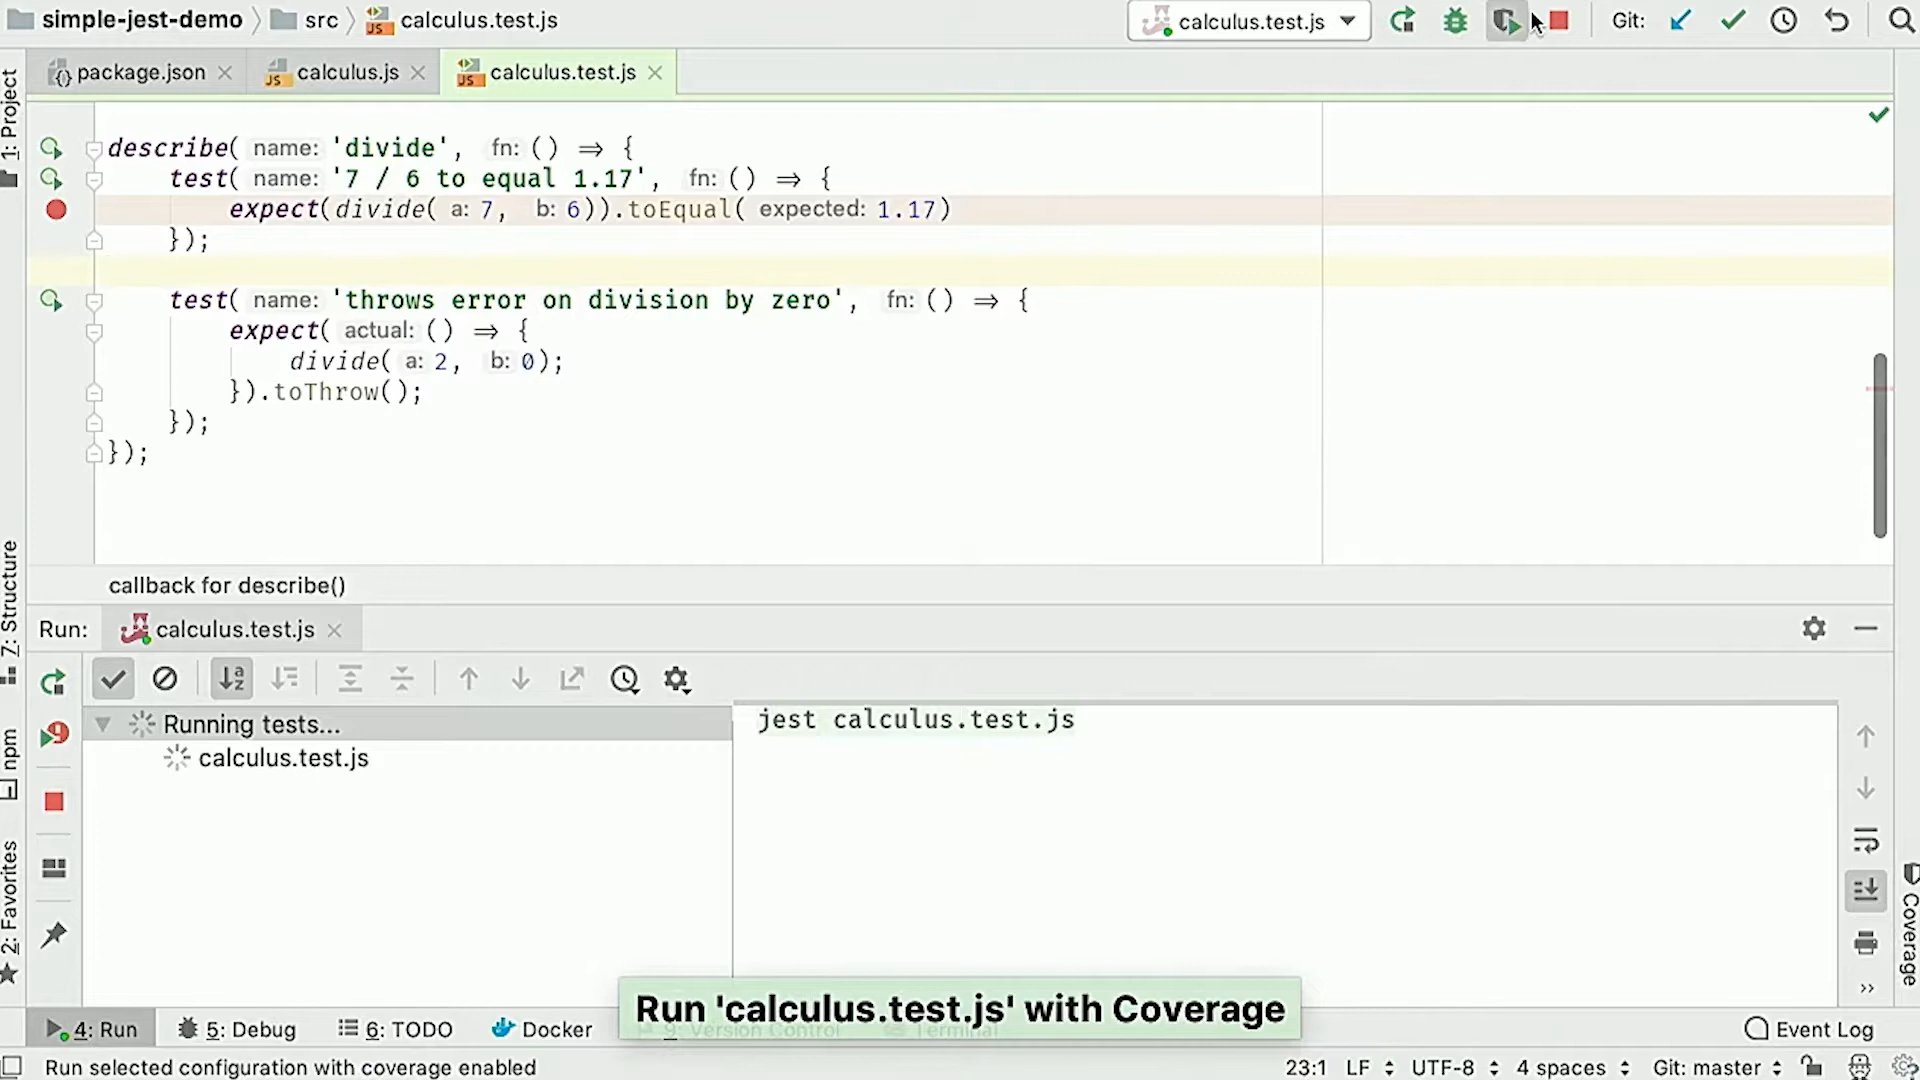 simple-jest-demo src calculus.test.js calculus.test.js Git:
package.json calculus.js calculus.test.js
1: Project
describe( name: 'divide', fn: () ⇒ {
test( name: '7 / 6 to equal 1.17', fn: () ⇒ {
expect(divide( a: 7, b: 6)).toEqual( expected: 1.17)
});
test( name: 'throws error on division by zero', fn: () ⇒ {
expect( actual: () ⇒ {
divide( a: 2, b: 0);
}).toThrow();
});
});
callback for describe()
7: Structure
Run: calculus.test.js
Running tests...
calculus.test.js
jest calculus.test.js
npm
2: Favorites
Coverage
Run 'calculus.test.js' with Coverage
4: Run 5: Debug 6: TODO Docker 9: Version Control Terminal Event Log
Run selected configuration with coverage enabled 23:1 LF UTF-8 4 spaces Git: master